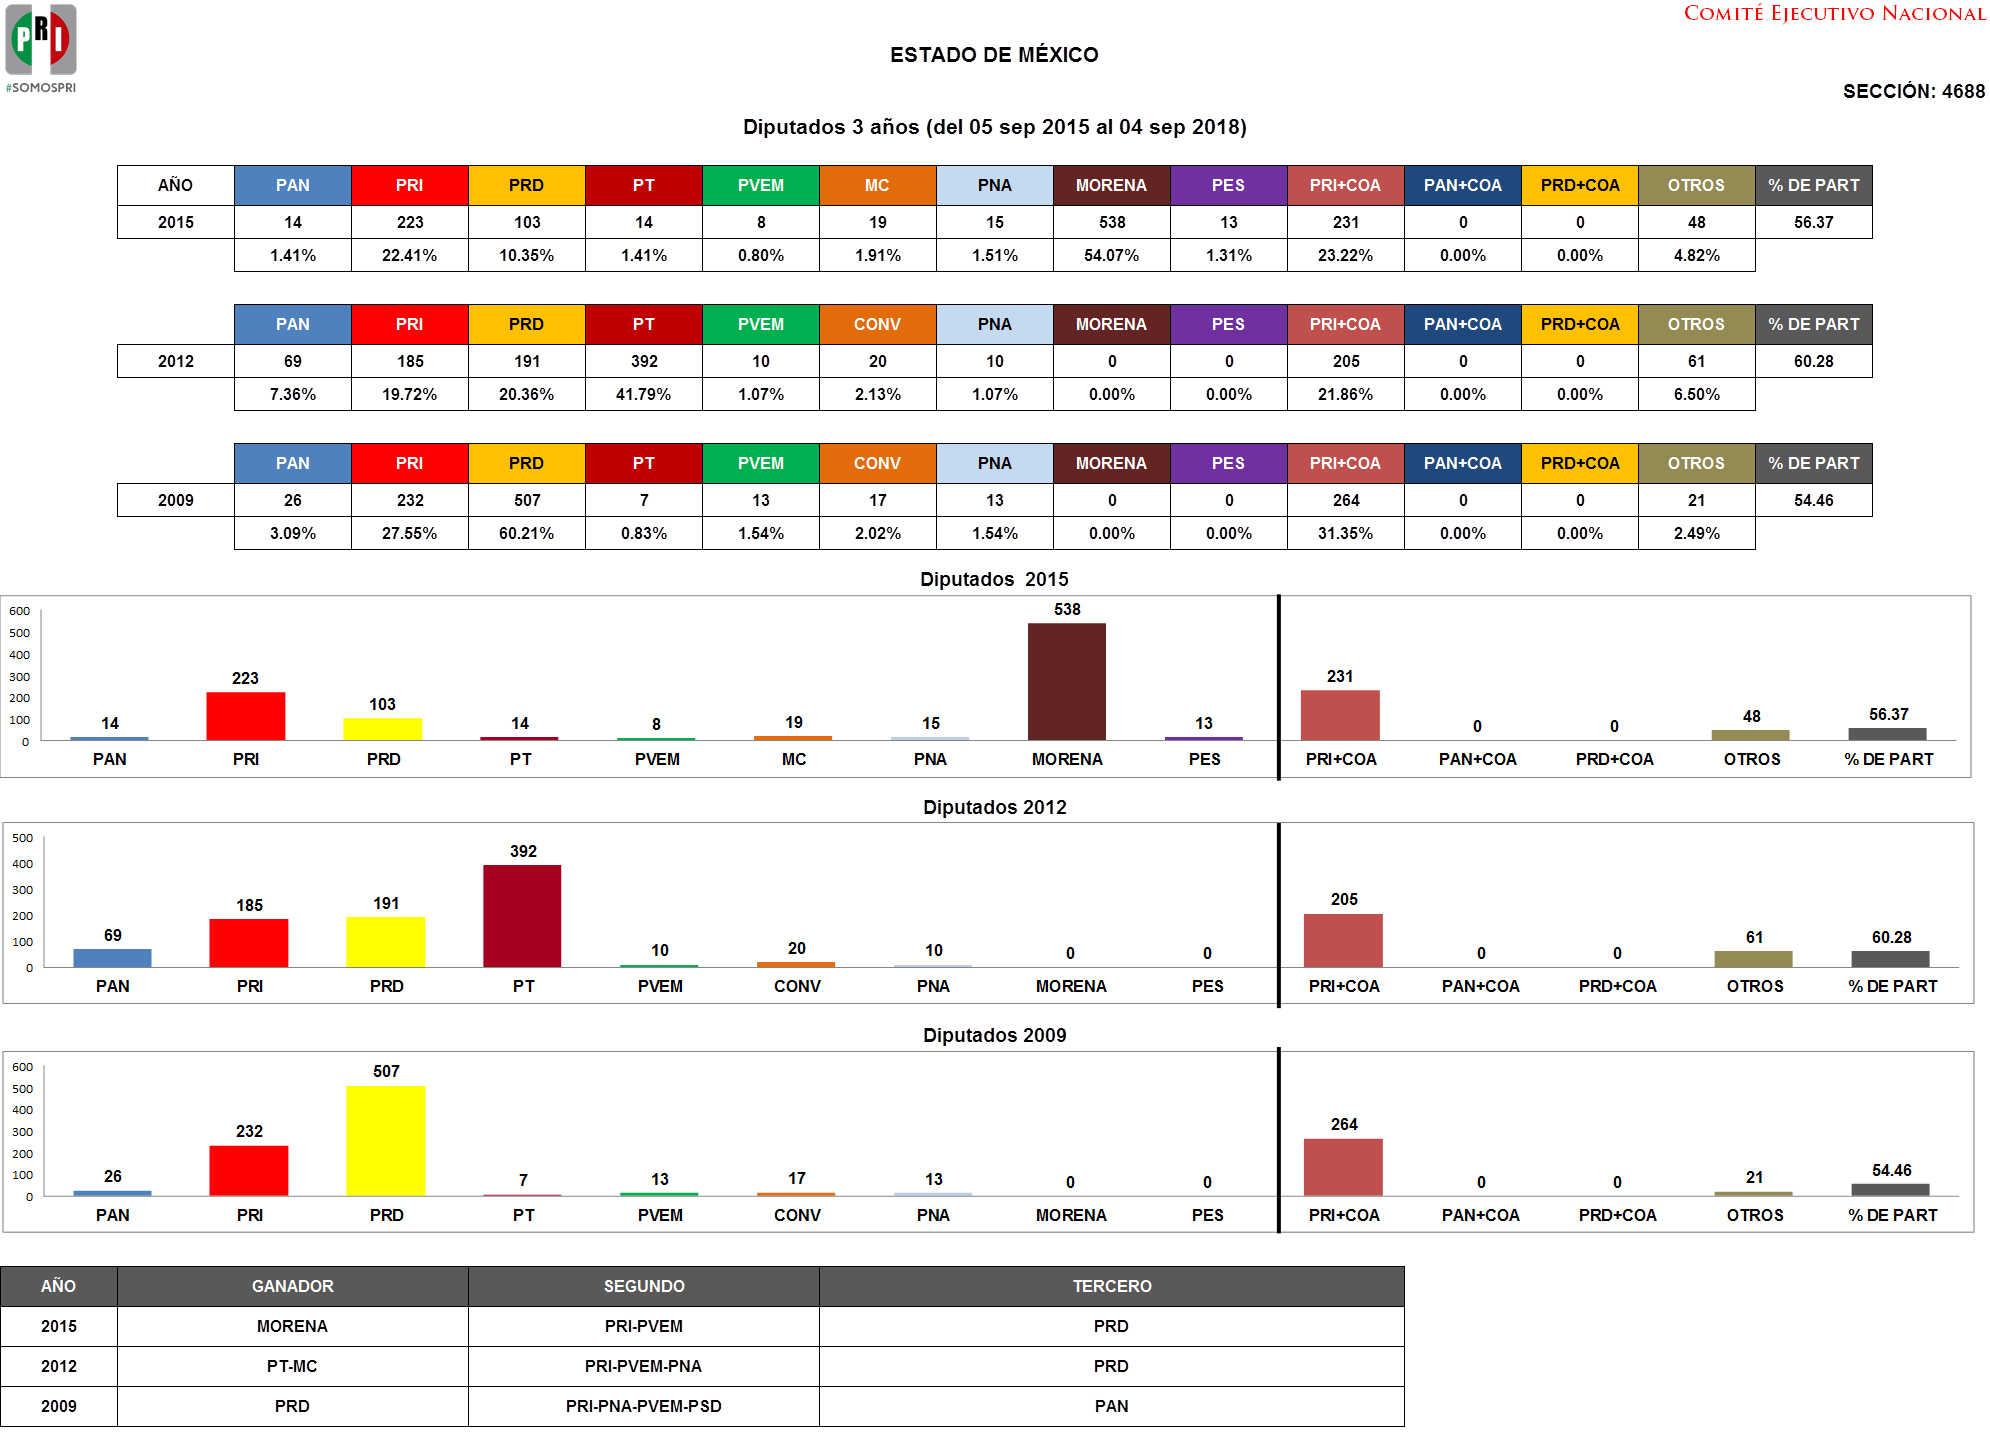 PRI
#SOMOSPRI
COMITÉ EJECUTIVO NACIONAL
ESTADO DE MÉXICO
SECCIÓN: 4688
Diputados 3 años (del 05 sep 2015 al 04 sep 2018)
AÑO PAN PRI PRD PT PVEM MC PNA MORENA PES PRI+COA PAN+COA PRD+COA OTROS % DE PART
2015 14 223 103 14 8 19 15 538 13 231 0 0 48 56.37
1.41% 22.41% 10.35% 1.41% 0.80% 1.91% 1.51% 54.07% 1.31% 23.22% 0.00% 0.00% 4.82%
PAN PRI PRD PT PVEM CONV PNA MORENA PES PRI+COA PAN+COA PRD+COA OTROS % DE PART
2012 69 185 191 392 10 20 10 0 0 205 0 0 61 60.28
7.36% 19.72% 20.36% 41.79% 1.07% 2.13% 1.07% 0.00% 0.00% 21.86% 0.00% 0.00% 6.50%
PAN PRI PRD PT PVEM CONV PNA MORENA PES PRI+COA PAN+COA PRD+COA OTROS % DE PART
2009 26 232 507 7 13 17 13 0 0 264 0 0 21 54.46
3.09% 27.55% 60.21% 0.83% 1.54% 2.02% 1.54% 0.00% 0.00% 31.35% 0.00% 0.00% 2.49%
Diputados 2015
600
500
400
300
200
100
0
14 223 103 14 8 19 15 538 13 231 0 0 48 56.37
PAN PRI PRD PT PVEM MC PNA MORENA PES PRI+COA PAN+COA PRD+COA OTROS % DE PART
Diputados 2012
500
400
300
200
100
0
69 185 191 392 10 20 10 0 0 205 0 0 61 60.28
PAN PRI PRD PT PVEM CONV PNA MORENA PES PRI+COA PAN+COA PRD+COA OTROS % DE PART
Diputados 2009
600
500
400
300
200
100
0
26 232 507 7 13 17 13 0 0 264 0 0 21 54.46
PAN PRI PRD PT PVEM CONV PNA MORENA PES PRI+COA PAN+COA PRD+COA OTROS % DE PART
AÑO GANADOR SEGUNDO TERCERO
2015 MORENA PRI-PVEM PRD
2012 PT-MC PRI-PVEM-PNA PRD
2009 PRD PRI-PNA-PVEM-PSD PAN